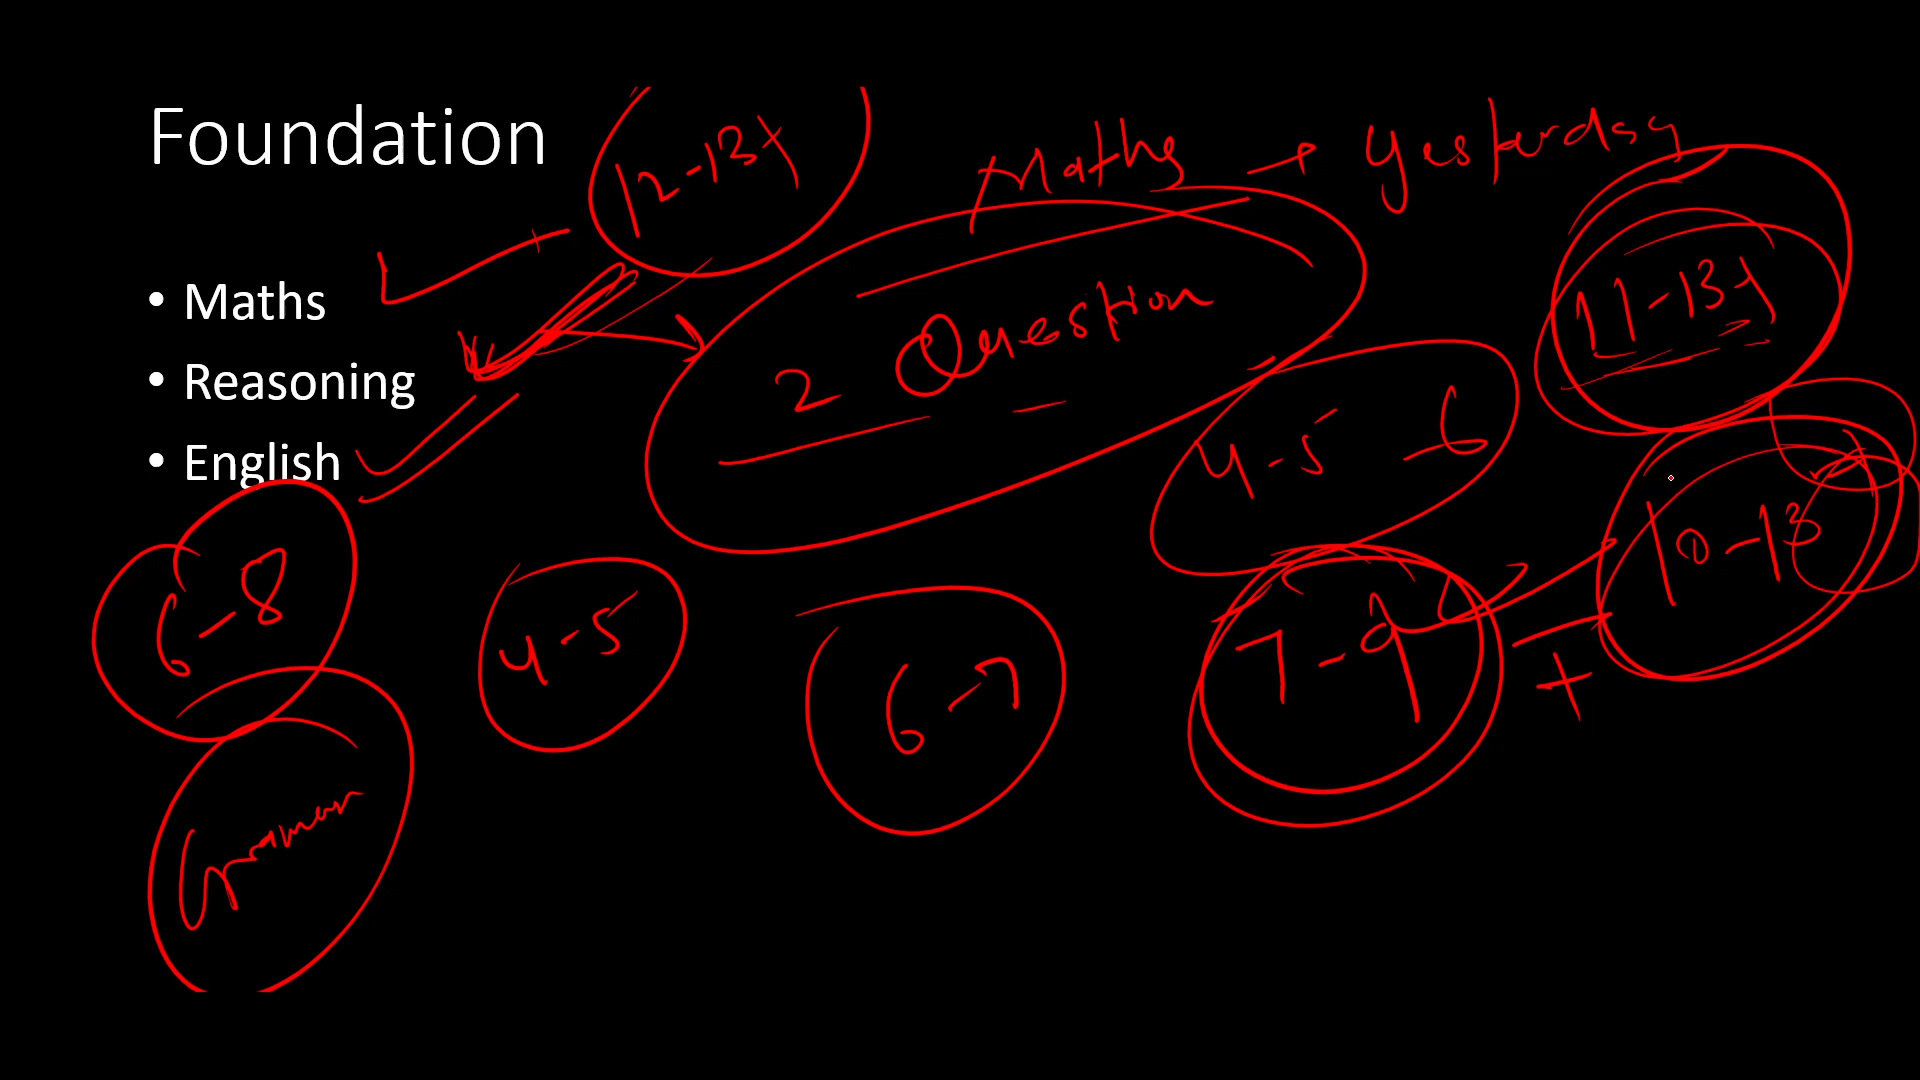 Foundation
12-13+
Maths → Yesterday
• Maths
2 Question
11-13+
• Reasoning
4-5-6
• English
10-13
6-8
4-5
6-7
7-9
+
Grammar